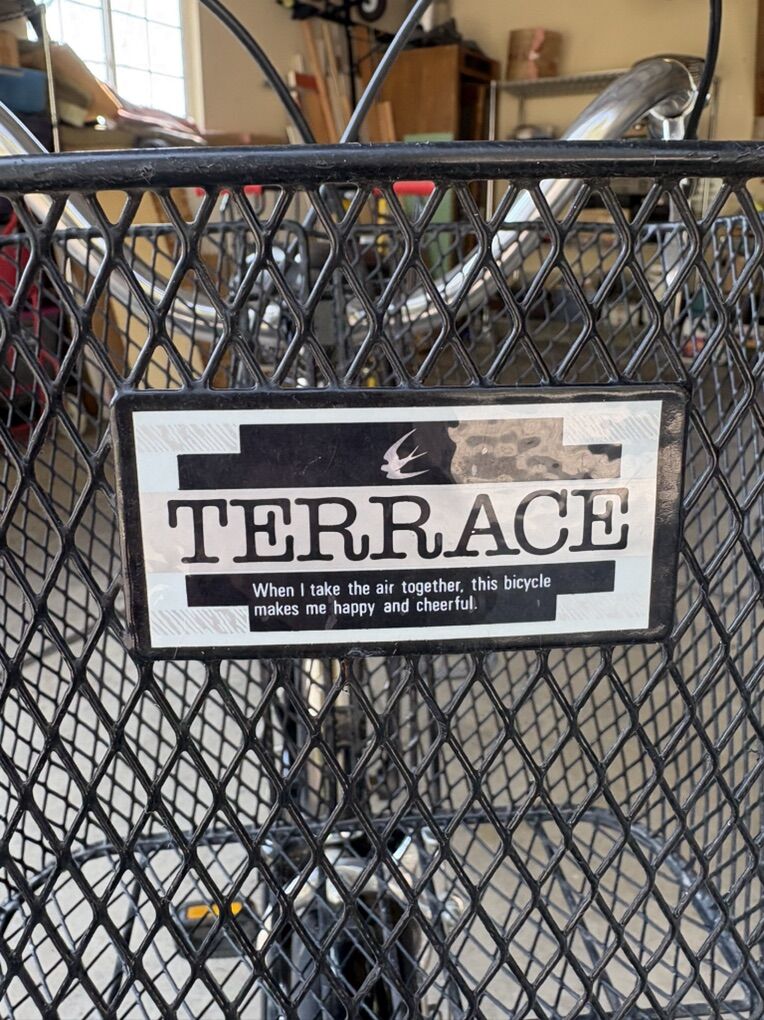 TERRACE
When I take the air together, this bicycle
makes me happy and cheerful.